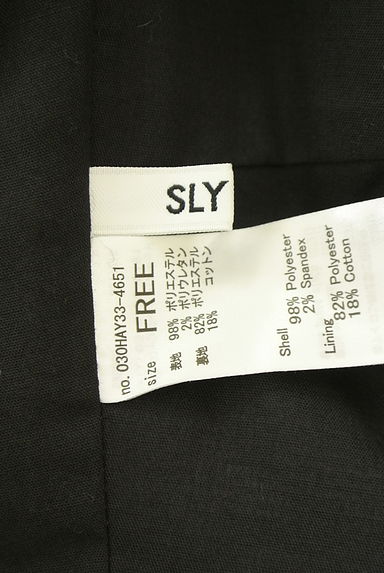 SLY
no. 030HAY33-4651
size FREE
表地 98% ポリエステル
2% ポリウレタン
裏地 82% ポリエステル
18% コットン
Shell 98% Polyester
2% Spandex
Lining 82% Polyester
18% Cotton